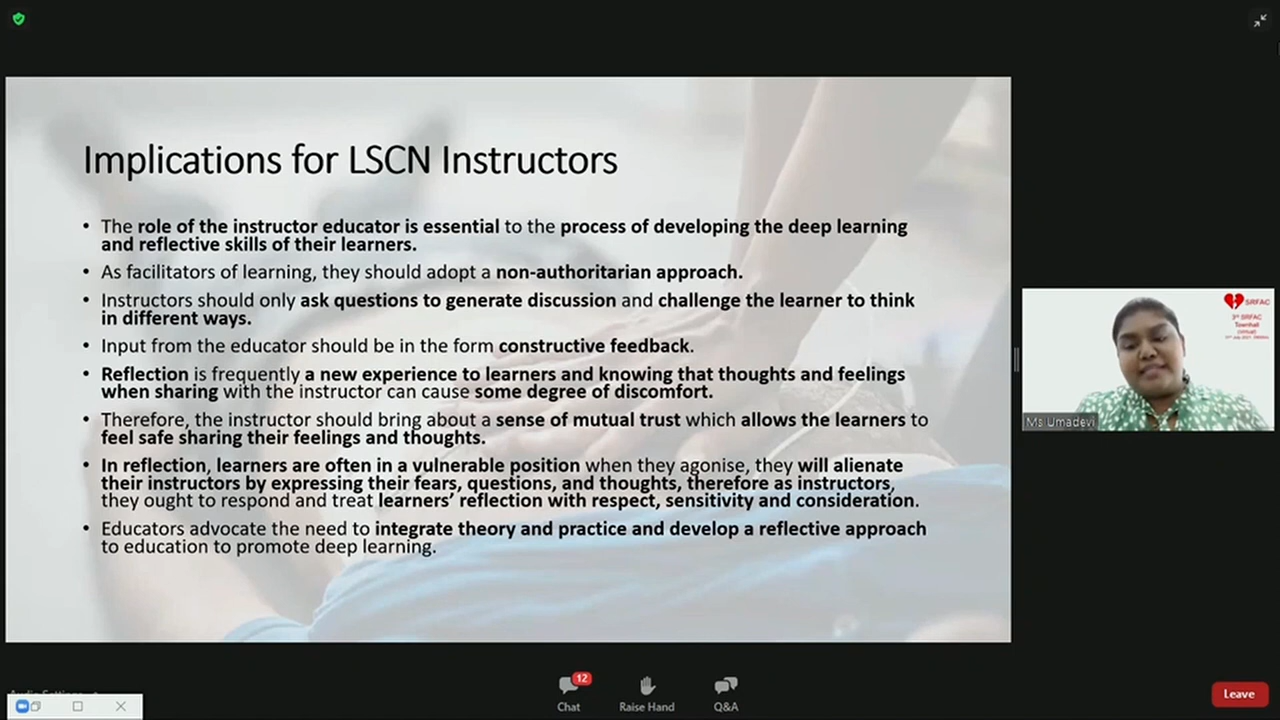 Implications for LSCN Instructors
• The role of the instructor educator is essential to the process of developing the deep learning
and reflective skills of their learners.
• As facilitators of learning, they should adopt a non-authoritarian approach.
• Instructors should only ask questions to generate discussion and challenge the learner to think
in different ways.
• Input from the educator should be in the form constructive feedback.
• Reflection is frequently a new experience to learners and knowing that thoughts and feelings
when sharing with the instructor can cause some degree of discomfort.
• Therefore, the instructor should bring about a sense of mutual trust which allows the learners to
feel safe sharing their feelings and thoughts.
• In reflection, learners are often in a vulnerable position when they agonise, they will alienate
their instructors by expressing their fears, questions, and thoughts, therefore as instructors,
they ought to respond and treat learners’ reflection with respect, sensitivity and consideration.
• Educators advocate the need to integrate theory and practice and develop a reflective approach
to education to promote deep learning.
SRFAC
3rd SRFAC
Townhall
Ms Umadevi
12
Chat
Raise Hand
Q&A
Leave